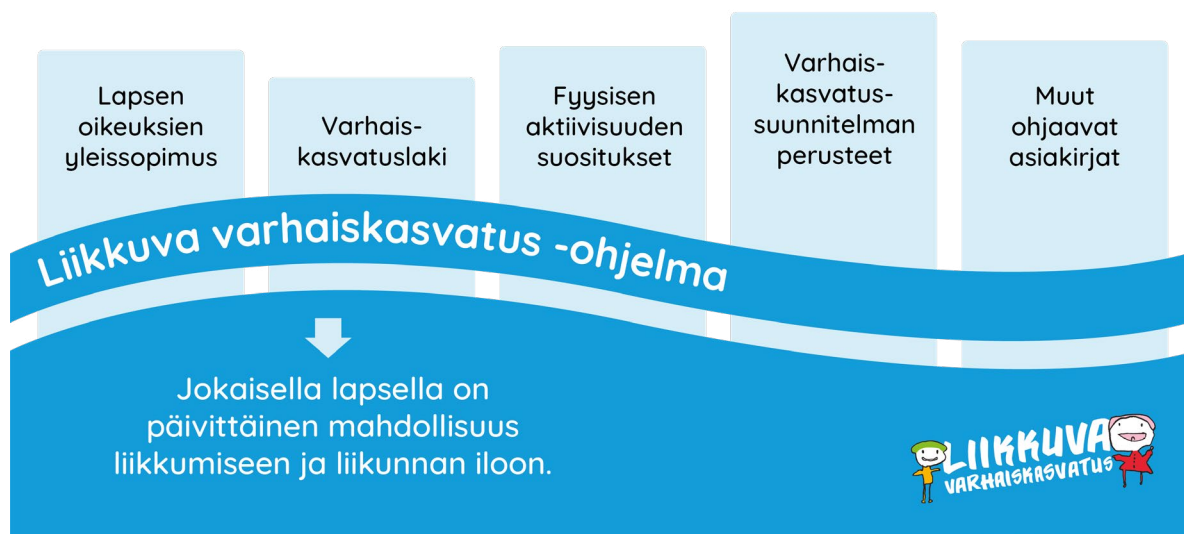 Lapsen
oikeuksien
yleissopimus
Varhais-
kasvatuslaki
Fyysisen
aktiivisuuden
suositukset
Varhais-
kasvatus-
suunnitelman
perusteet
Muut
ohjaavat
asiakirjat
Liikkuva varhaiskasvatus -ohjelma
Jokaisella lapsella on
päivittäinen mahdollisuus
liikkumiseen ja liikunnan iloon.
LIIKKUVA
VARHAISKASVATUS